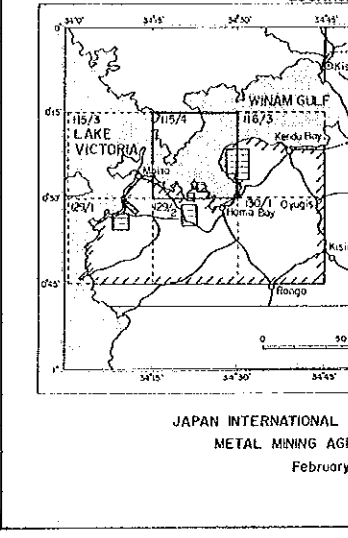 34°0' 34°15' 34°30' 34°45'
0°
Kis
0°15'
115/3 115/4 116/3
WINAM GULF
LAKE
VICTORIA
Kendu Bay
0°30'
129/1 129/2 130/1 Oyugis
Homa Bay
Kisi
0°45'
Rongo
0 50
1°
34°15' 34°30' 34°45'
JAPAN INTERNATIONAL
METAL MINING AG
February